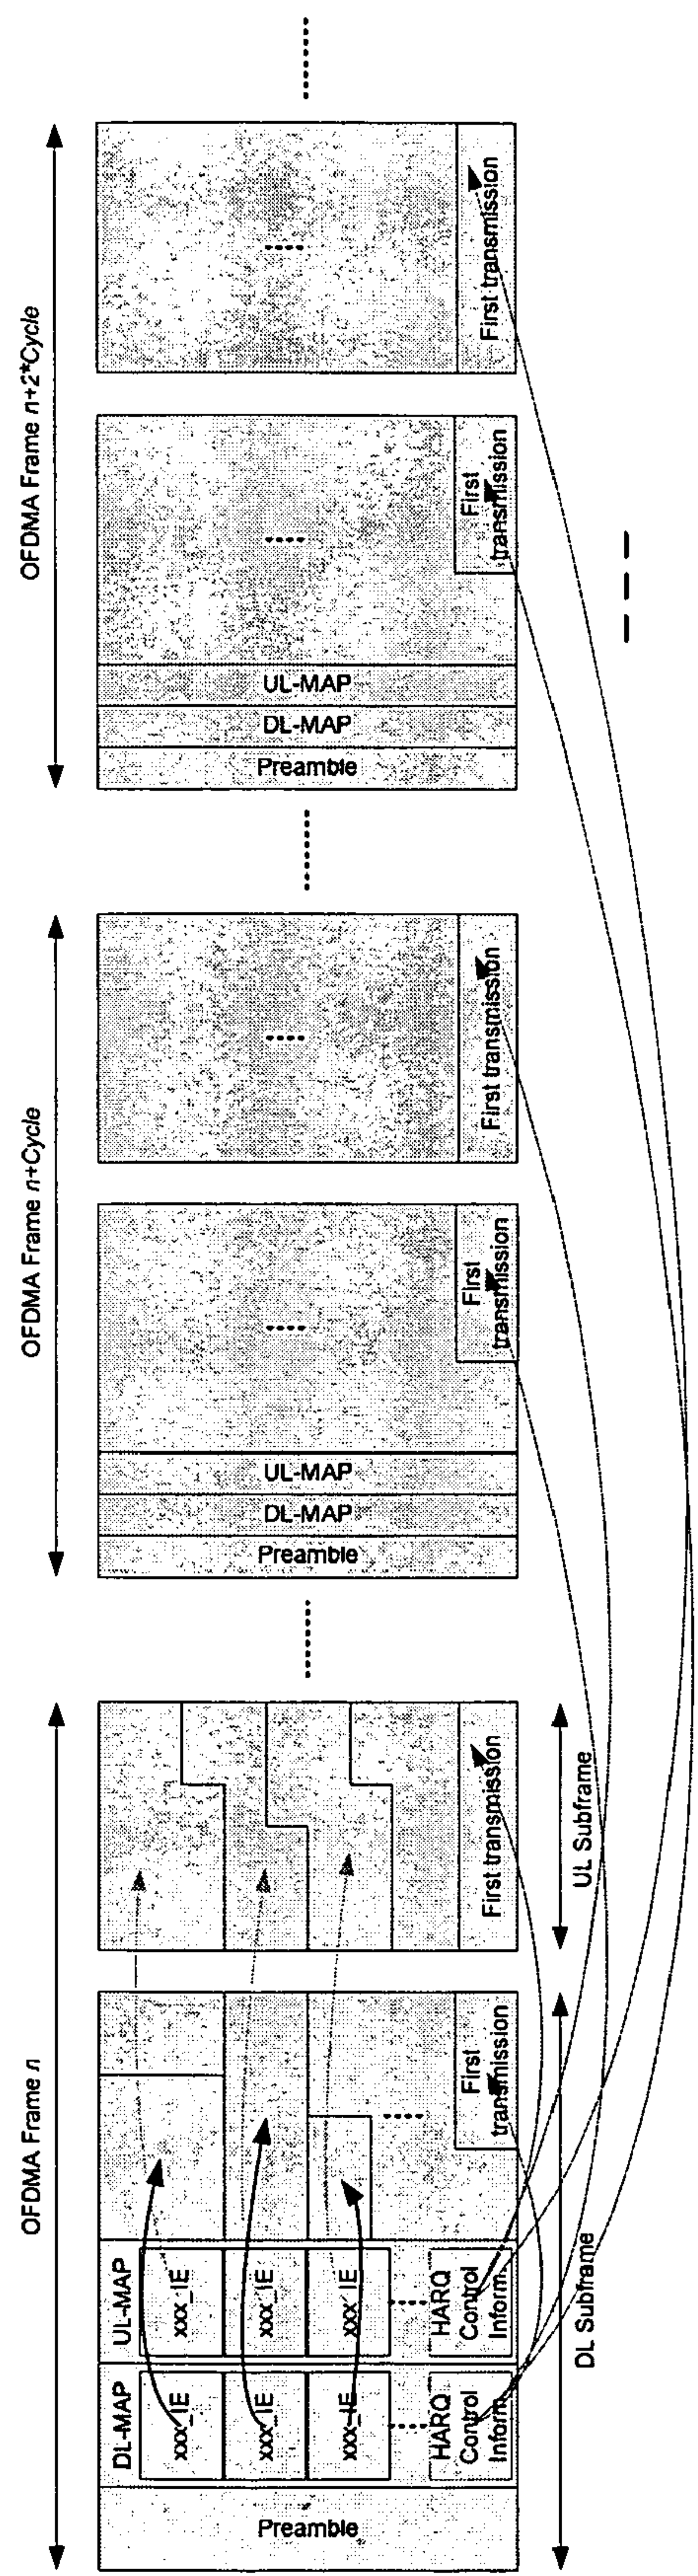 OFDMA Frame n
OFDMA Frame n+Cycle
OFDMA Frame n+2*Cycle
Preamble
DL-MAP
xxx_IE
xxx_IE
xxx_IE
HARQ
Control
Inform.
UL-MAP
xxx_IE
xxx_IE
xxx_IE
HARQ
Control
Inform.
First
transmission
First transmission
DL Subframe
UL Subframe
Preamble
DL-MAP
UL-MAP
First
transmission
First transmission
Preamble
DL-MAP
UL-MAP
First
transmission
First transmission